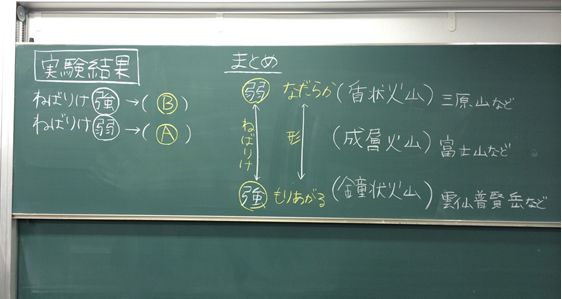 実験結果
ねばりけ強→(B)
ねばりけ弱→(A)
まとめ
弱 なだらか(盾状火山)三原山など
ねばりけ 形 (成層火山)富士山など
強 もりあがる(鐘状火山)雲仙普賢岳など